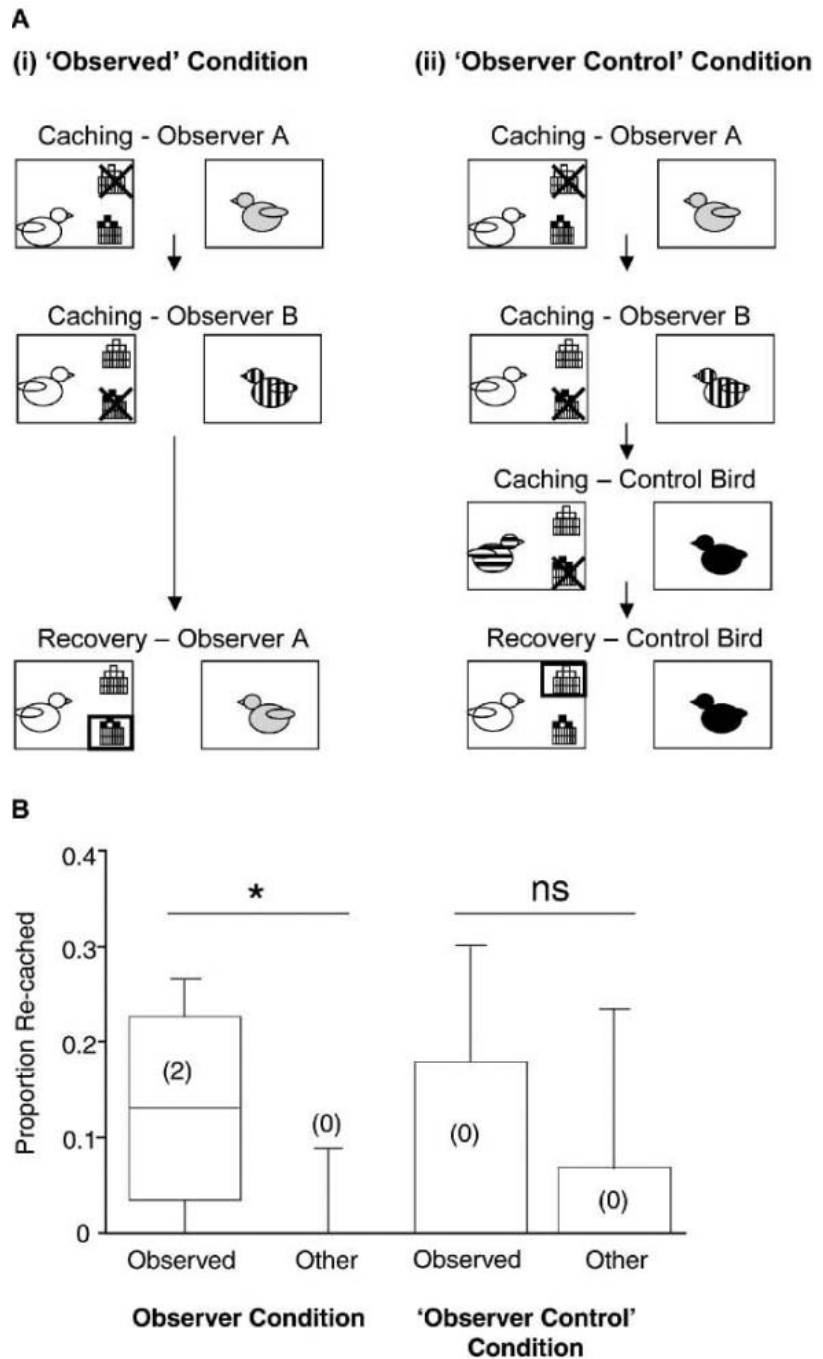 A
(i) 'Observed' Condition
(ii) 'Observer Control' Condition
Caching - Observer A
Caching - Observer A
Caching - Observer B
Caching - Observer B
Caching – Control Bird
Recovery – Observer A
Recovery – Control Bird
B
Proportion Re-cached
0.4
0.3
0.2
0.1
0
*
ns
(2)
(0)
(0)
(0)
Observed
Other
Observed
Other
Observer Condition
'Observer Control'
Condition